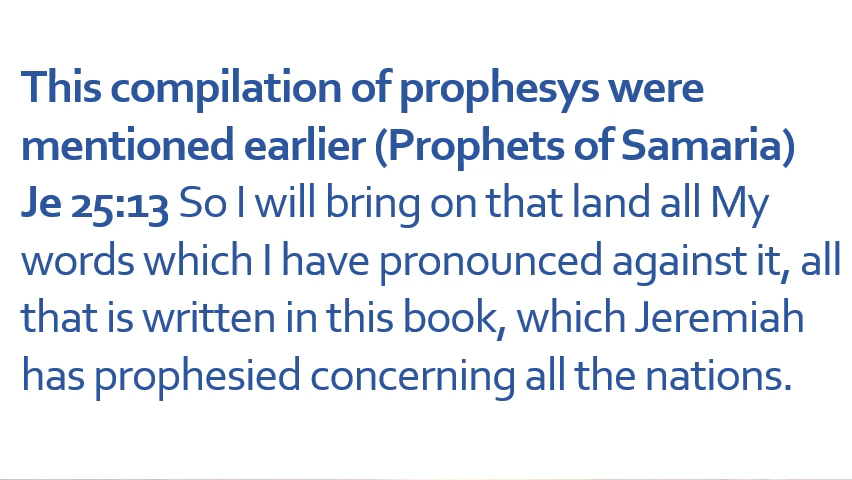 This compilation of prophesys were
mentioned earlier (Prophets of Samaria)
Je 25:13 So I will bring on that land all My
words which I have pronounced against it, all
that is written in this book, which Jeremiah
has prophesied concerning all the nations.